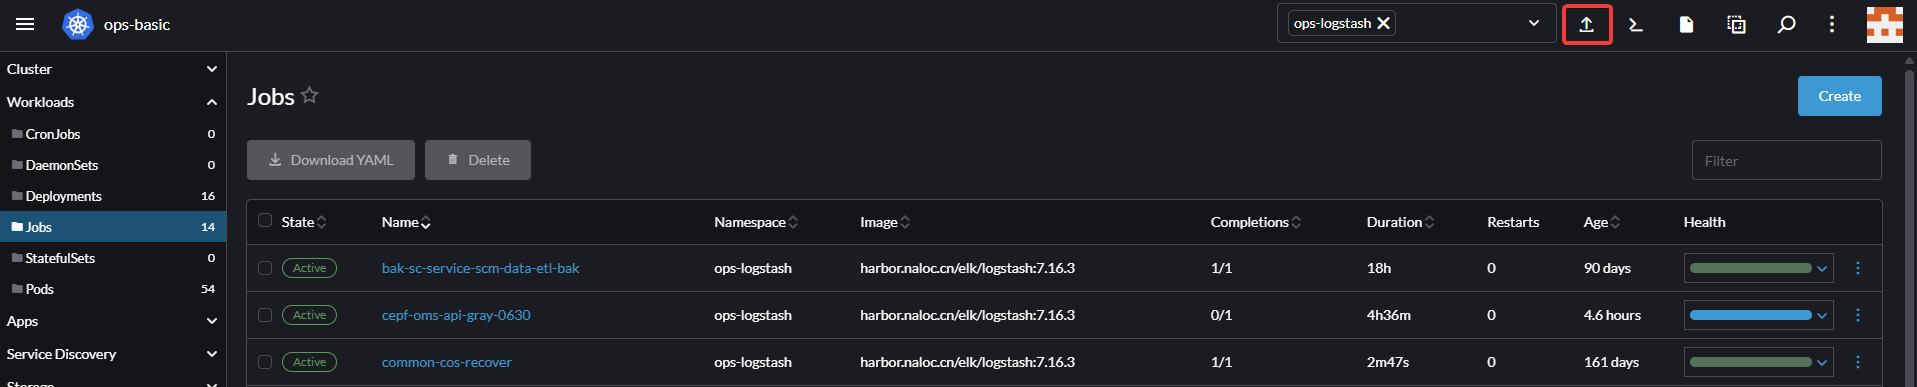 ops-basic
ops-logstash
Cluster
Workloads
CronJobs 0
DaemonSets 0
Deployments 16
Jobs 14
StatefulSets 0
Pods 54
Apps
Service Discovery
Storage
Jobs
Create
Download YAML
Delete
Filter
State Name Namespace Image Completions Duration Restarts Age Health
Active bak-sc-service-scm-data-etl-bak ops-logstash harbor.naloc.cn/elk/logstash:7.16.3 1/1 18h 0 90 days
Active cepf-oms-api-gray-0630 ops-logstash harbor.naloc.cn/elk/logstash:7.16.3 0/1 4h36m 0 4.6 hours
Active common-cos-recover ops-logstash harbor.naloc.cn/elk/logstash:7.16.3 1/1 2m47s 0 161 days